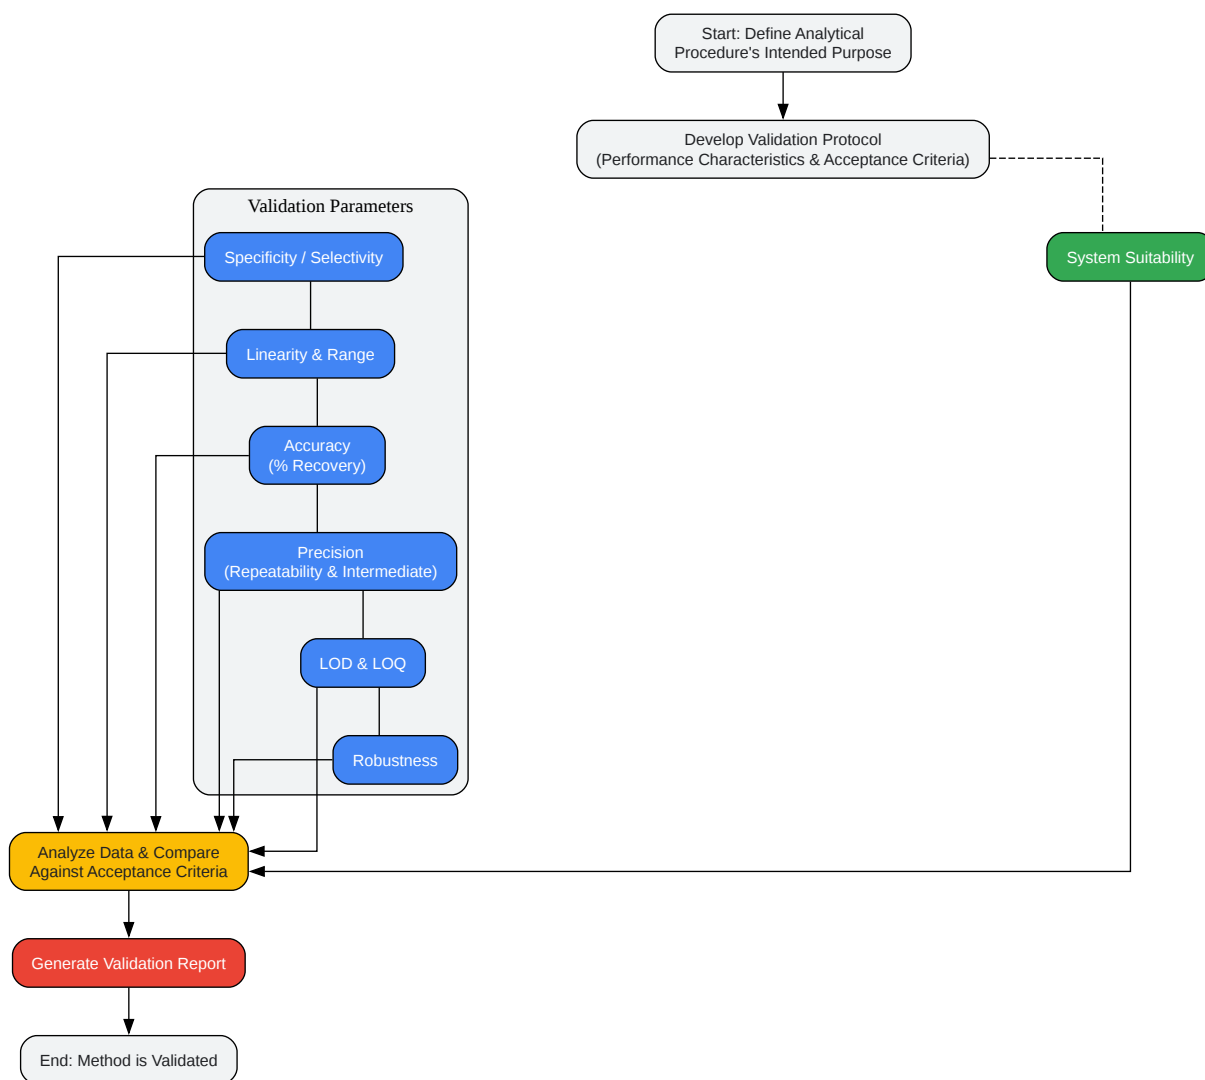 Start: Define Analytical
Procedure's Intended Purpose
Develop Validation Protocol
(Performance Characteristics & Acceptance Criteria)
Validation Parameters
Specificity / Selectivity
System Suitability
Linearity & Range
Accuracy
(% Recovery)
Precision
(Repeatability & Intermediate)
LOD & LOQ
Robustness
Analyze Data & Compare
Against Acceptance Criteria
Generate Validation Report
End: Method is Validated